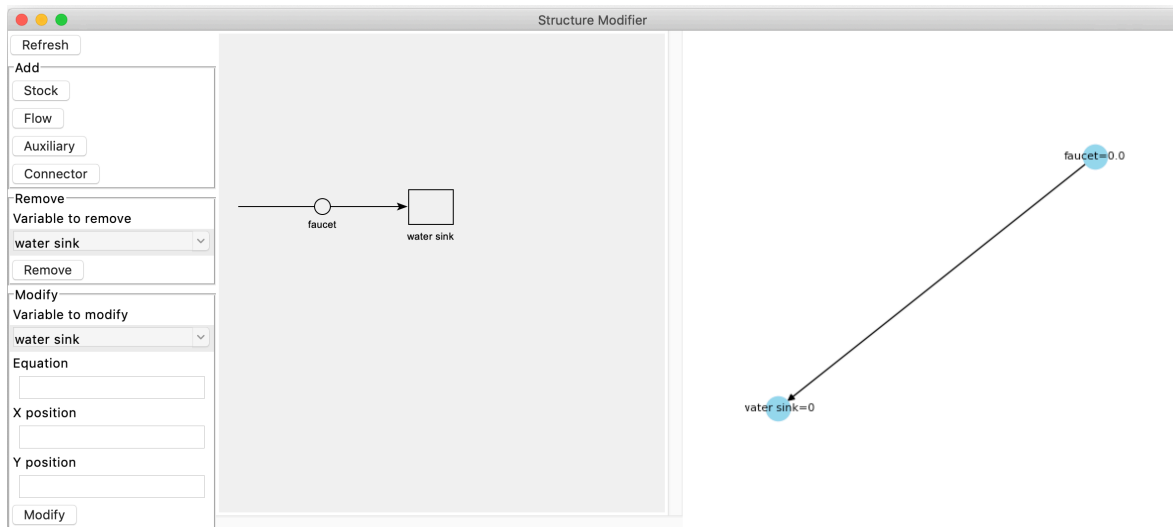 Structure Modifier
Refresh
Add
Stock
Flow
Auxiliary
Connector
Remove
Variable to remove
water sink
Remove
Modify
Variable to modify
water sink
Equation
X position
Y position
Modify
faucet
water sink
faucet=0.0
water sink=0